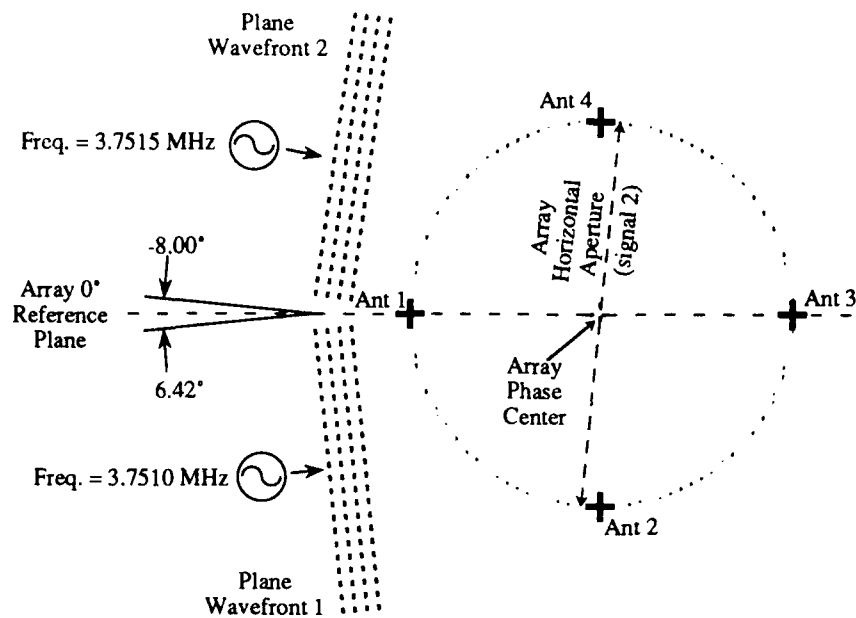 Plane
Wavefront 2
Ant 4
Freq. = 3.7515 MHz
Array
Horizontal
Aperture
(signal 2)
-8.00°
Array 0°
Reference
Plane
Ant 1
Ant 3
6.42°
Array
Phase
Center
Freq. = 3.7510 MHz
Ant 2
Plane
Wavefront 1